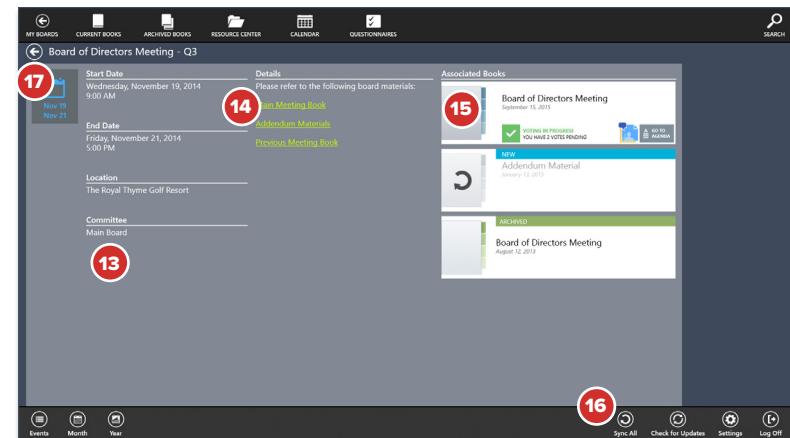 MY BOARDS CURRENT BOOKS ARCHIVED BOOKS RESOURCE CENTER CALENDAR QUESTIONNAIRES SEARCH
Board of Directors Meeting - Q3
17
Nov 19
Nov 21
Start Date
Wednesday, November 19, 2014
9:00 AM
End Date
Friday, November 21, 2014
5:00 PM
Location
The Royal Thyme Golf Resort
Committee
Main Board
13
Details
Please refer to the following board materials:
14
Main Meeting Book
Addendum Materials
Previous Meeting Book
Associated Books
15
Board of Directors Meeting
September 15, 2015
VOTING IN PROGRESS
YOU HAVE 2 VOTES PENDING
GO TO
AGENDA
NEW
Addendum Material
January 13, 2015
ARCHIVED
Board of Directors Meeting
August 12, 2013
16
Events Month Year Sync All Check for Updates Settings Log Off